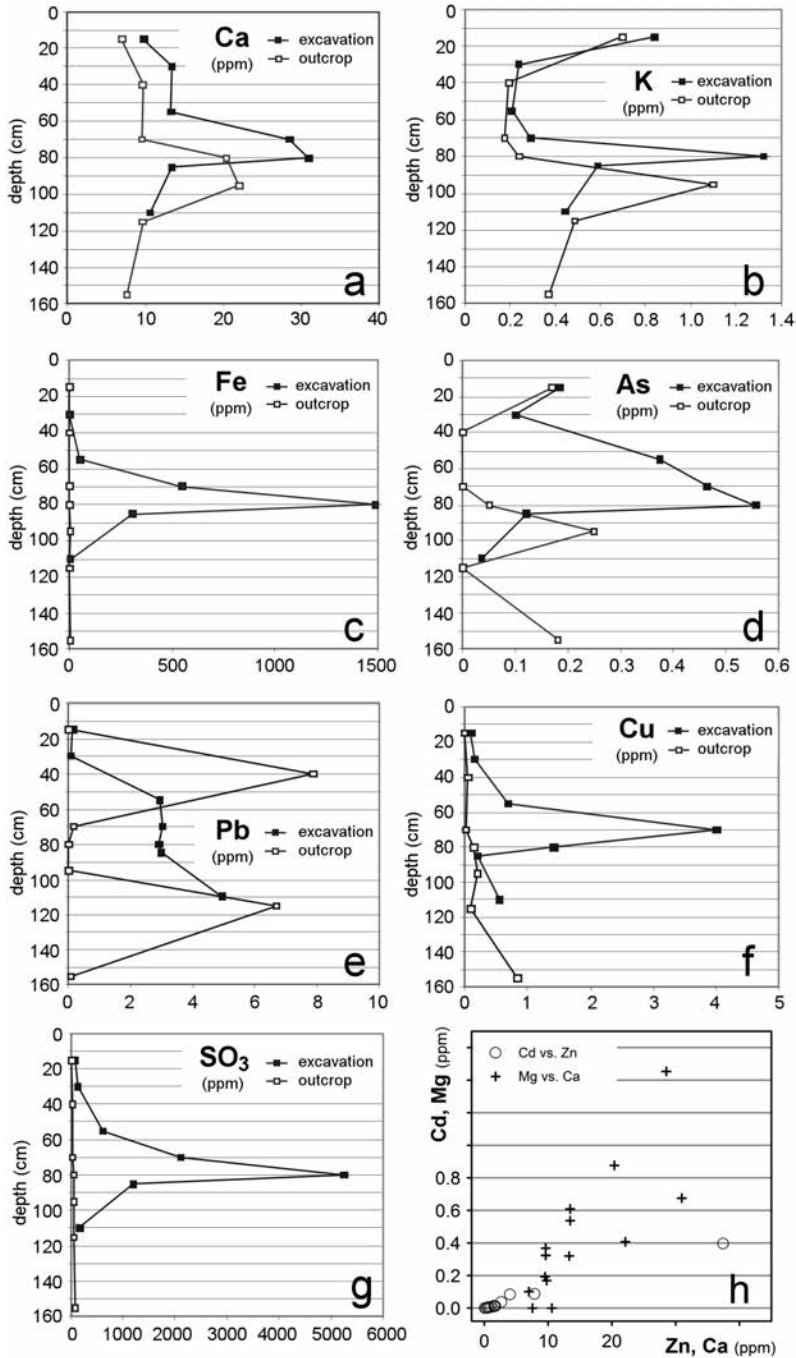 0
20
40
60
80
100
120
140
160
depth (cm)
Ca
(ppm)
excavation
outcrop
a
0 10 20 30 40
0
20
40
60
80
100
120
140
160
depth (cm)
K
(ppm)
excavation
outcrop
b
0 0.2 0.4 0.6 0.8 1.0 1.2 1.4
0
20
40
60
80
100
120
140
160
depth (cm)
Fe
(ppm)
excavation
outcrop
c
0 500 1000 1500
0
20
40
60
80
100
120
140
160
depth (cm)
As
(ppm)
excavation
outcrop
d
0 0.1 0.2 0.3 0.4 0.5 0.6
0
20
40
60
80
100
120
140
160
depth (cm)
Pb
(ppm)
excavation
outcrop
e
0 2 4 6 8 10
0
20
40
60
80
100
120
140
160
depth (cm)
Cu
(ppm)
excavation
outcrop
f
0 1 2 3 4 5
0
20
40
60
80
100
120
140
160
depth (cm)
SO3
(ppm)
excavation
outcrop
g
0 1000 2000 3000 4000 5000 6000
Cd, Mg (ppm)
0.8
0.6
0.4
0.2
0.0
Cd vs. Zn
Mg vs. Ca
h
0 10 20 Zn, Ca (ppm)